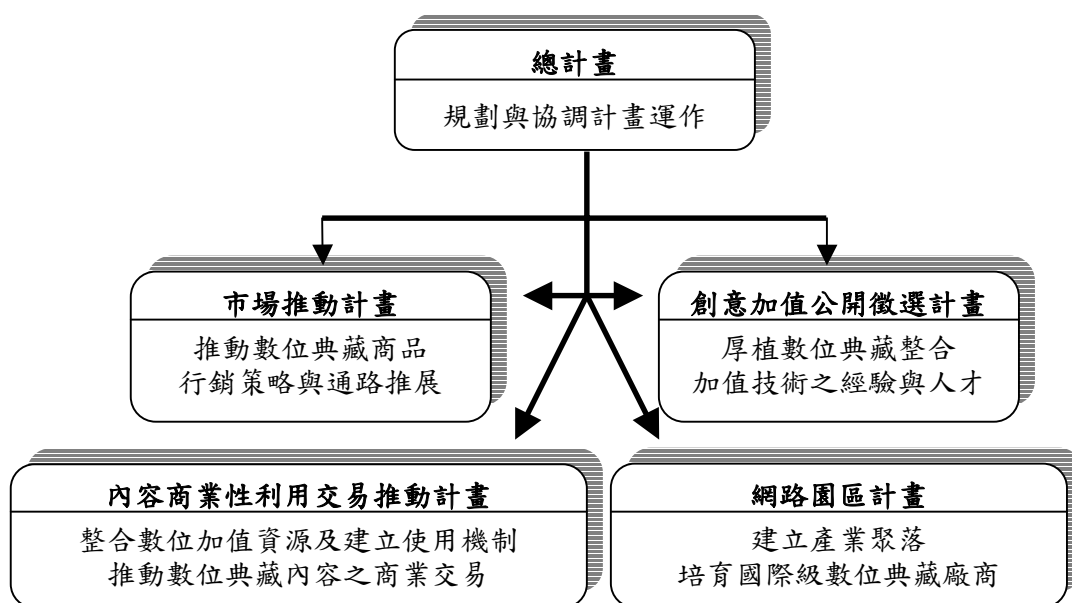 總計畫
規劃與協調計畫運作
市場推動計畫
推動數位典藏商品
行銷策略與通路推展
創意加值公開徵選計畫
厚植數位典藏整合
加值技術之經驗與人才
內容商業性利用交易推動計畫
整合數位加值資源及建立使用機制
推動數位典藏內容之商業交易
網路園區計畫
建立產業聚落
培育國際級數位典藏廠商